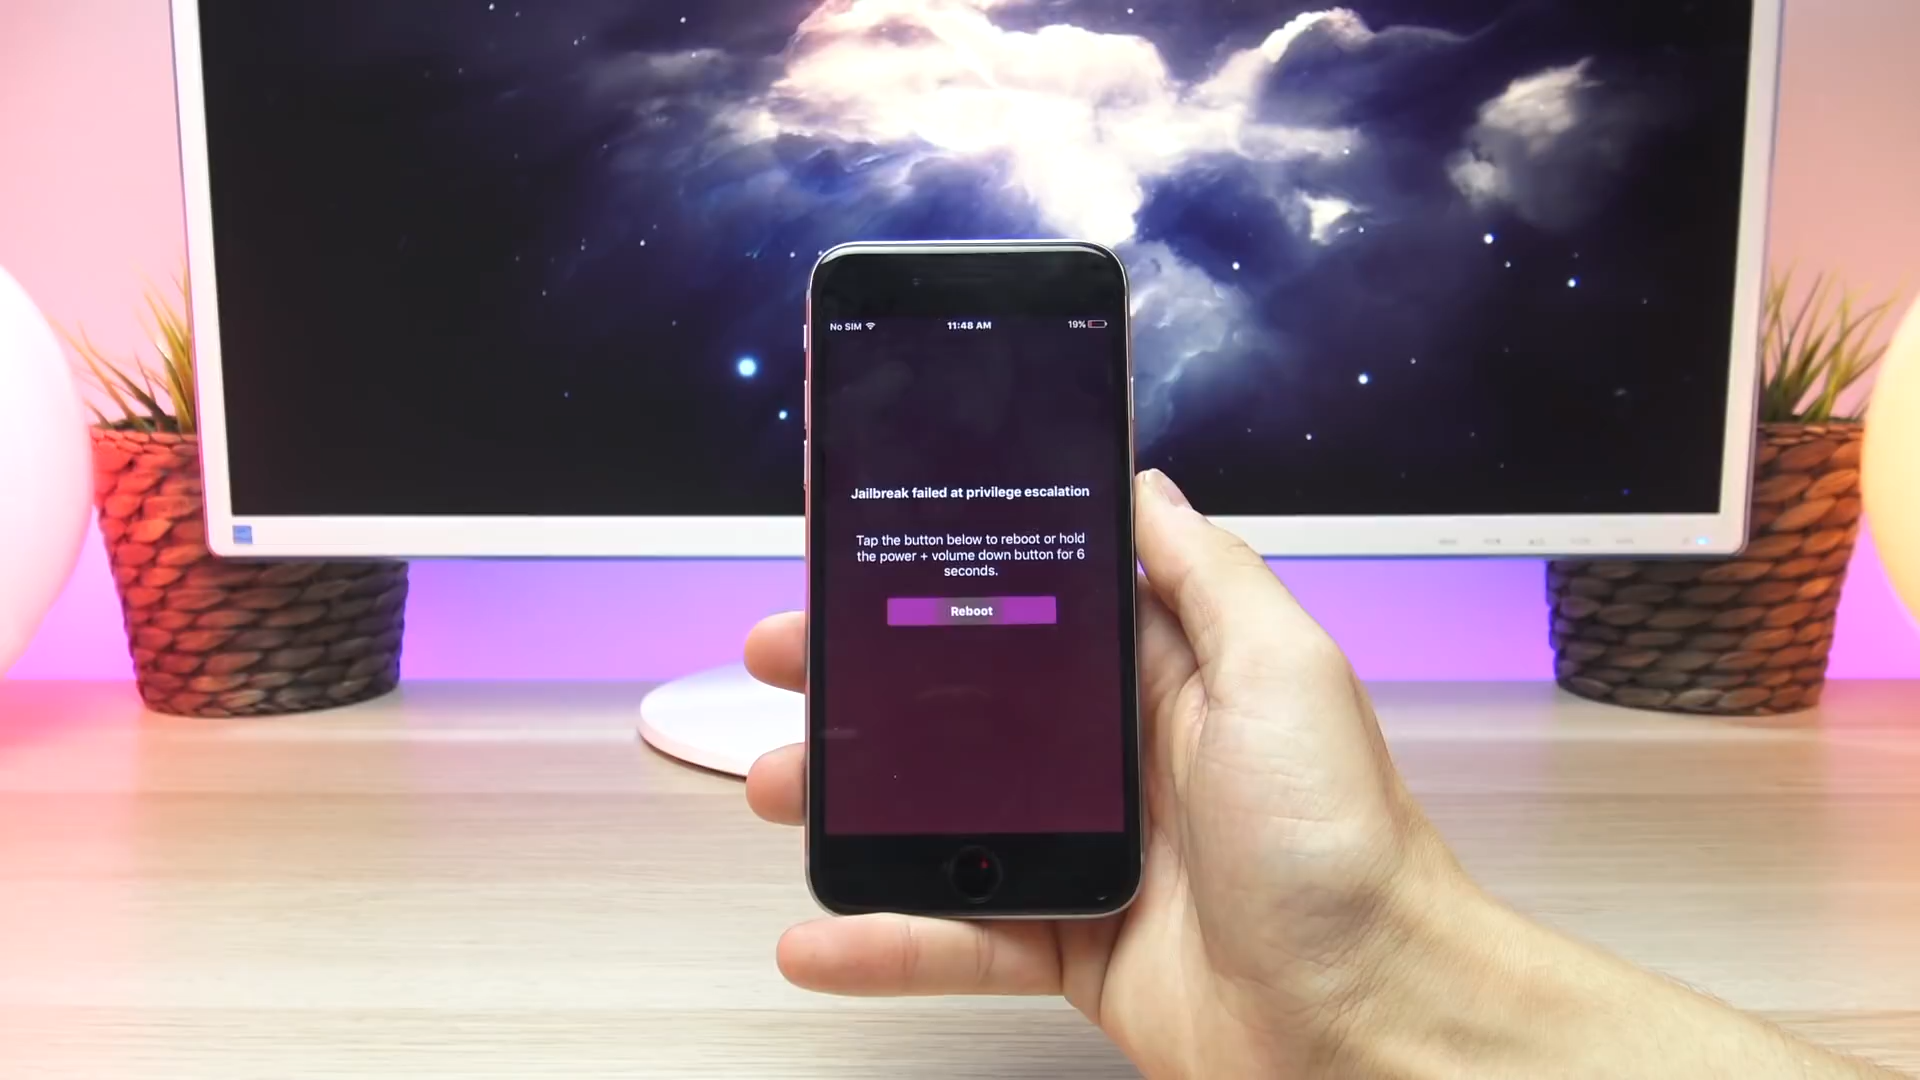 No SIM 11:48 AM 19%
Jailbreak failed at privilege escalation
Tap the button below to reboot or hold
the power + volume down button for 6
seconds.
Reboot